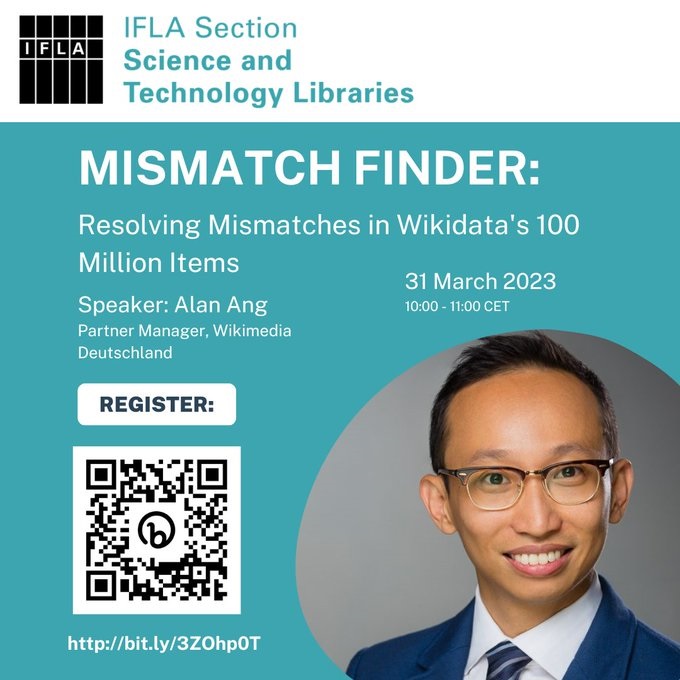 IFLA
IFLA Section
Science and
Technology Libraries
MISMATCH FINDER:
Resolving Mismatches in Wikidata's 100
Million Items
31 March 2023
10:00 - 11:00 CET
Speaker: Alan Ang
Partner Manager, Wikimedia
Deutschland
REGISTER:
b
http://bit.ly/3ZOhp0T